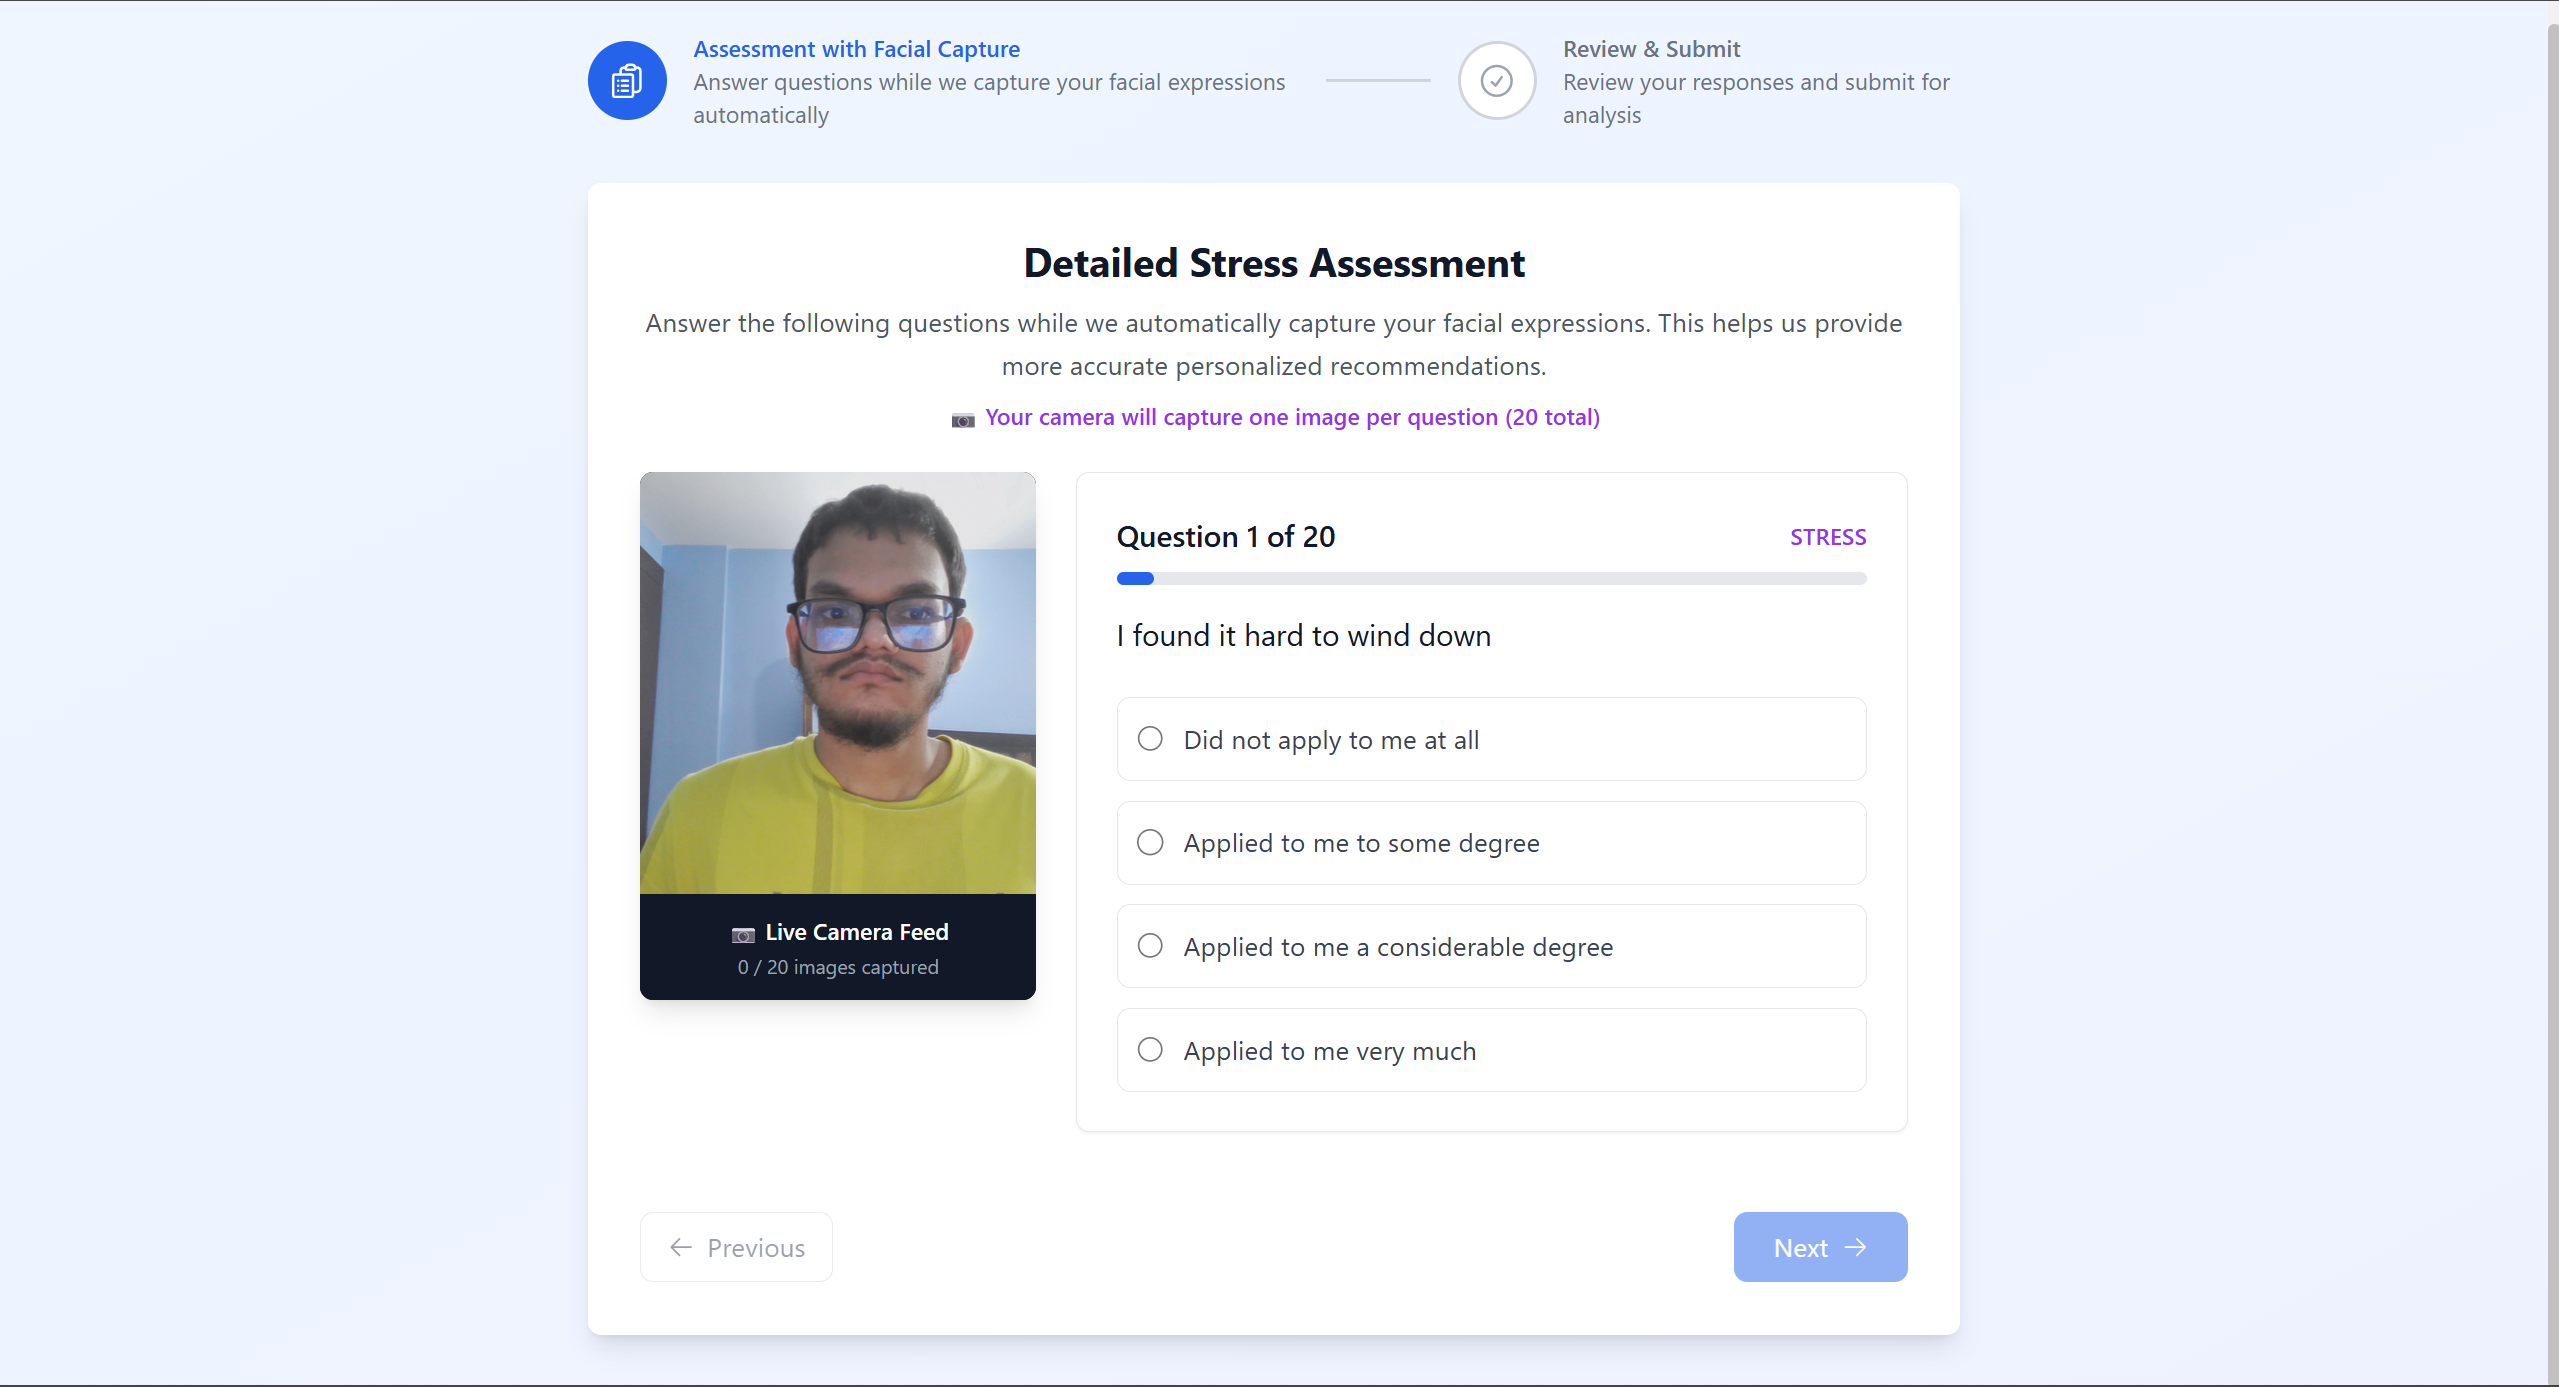 Assessment with Facial Capture
Answer questions while we capture your facial expressions
automatically
Review & Submit
Review your responses and submit for
analysis
Detailed Stress Assessment
Answer the following questions while we automatically capture your facial expressions. This helps us provide
more accurate personalized recommendations.
Your camera will capture one image per question (20 total)
Live Camera Feed
0 / 20 images captured
Question 1 of 20
STRESS
I found it hard to wind down
Did not apply to me at all
Applied to me to some degree
Applied to me a considerable degree
Applied to me very much
Previous
Next